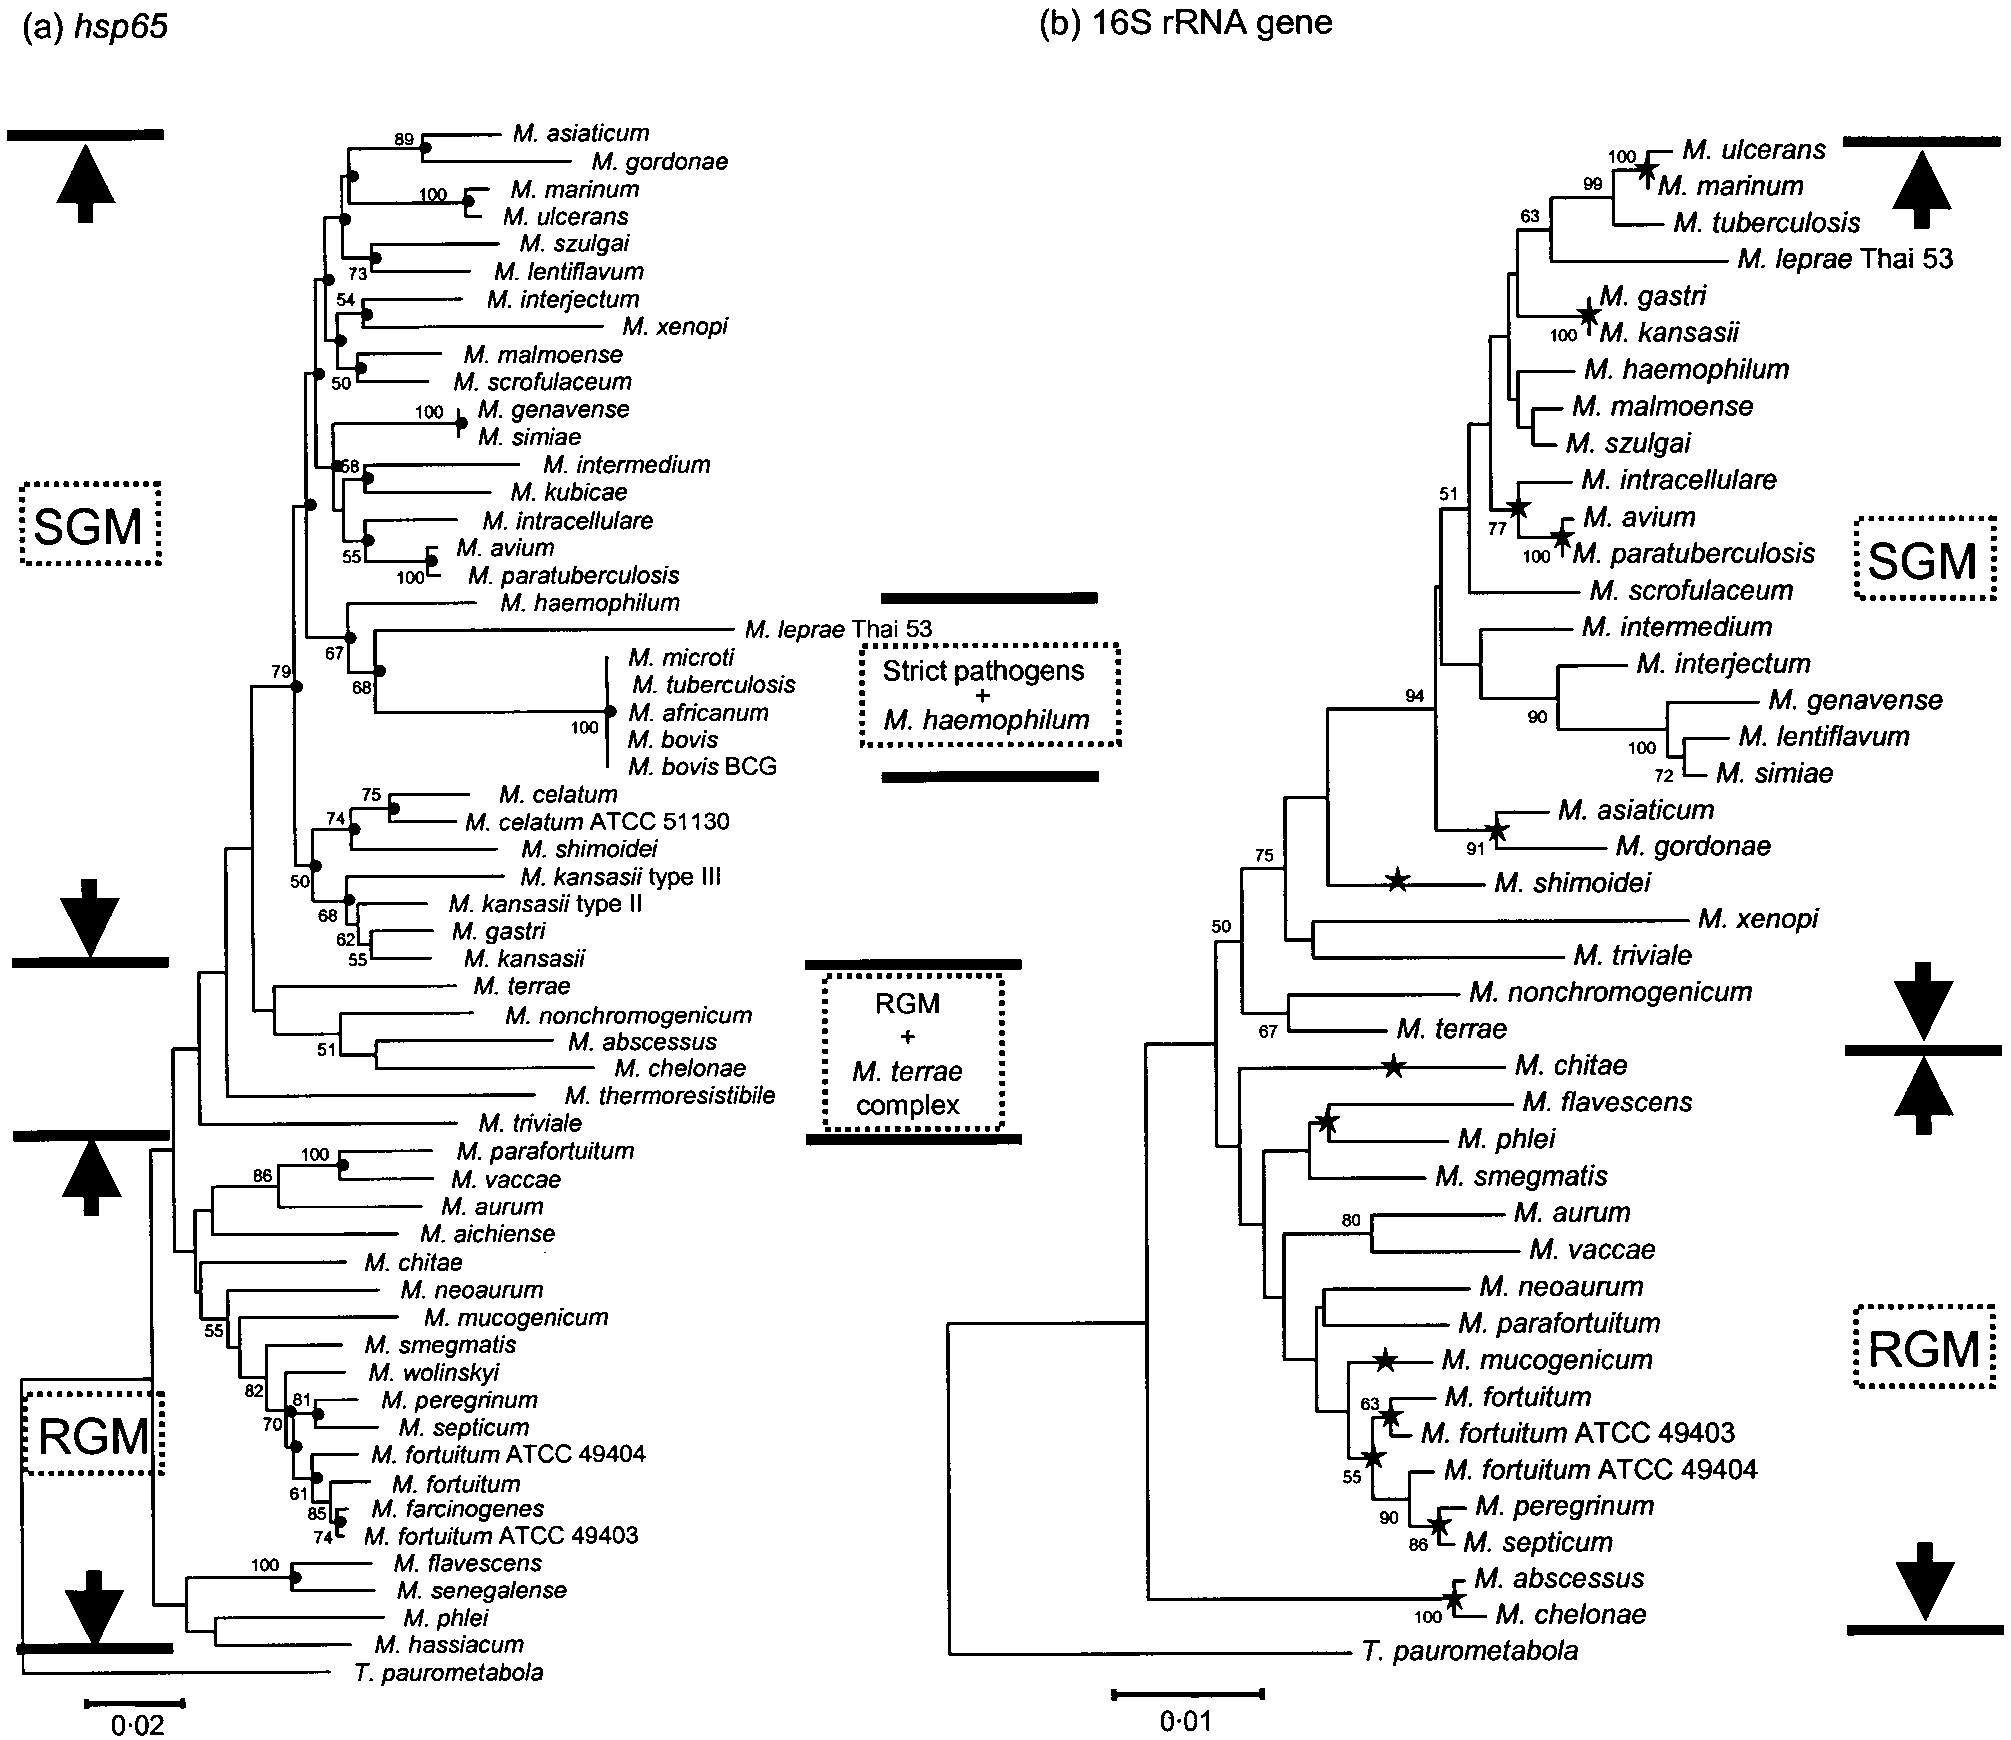 (a) hsp65
89
M. asiaticum
M. gordonae
100
M. marinum
M. ulcerans
M. szulgai
73
M. lentiflavum
54
M. interjectum
M. xenopi
M. malmoense
50
M. scrofulaceum
100
M. genavense
M. simiae
58
M. intermedium
M. kubicae
M. intracellulare
55
M. avium
100
M. paratuberculosis
M. haemophilum
67
M. leprae Thai 53
68
79
M. microti
M. tuberculosis
M. africanum
100
M. bovis
M. bovis BCG
75
M. celatum
74
M. celatum ATCC 51130
M. shimoidei
50
M. kansasii type III
68
M. kansasii type II
62
M. gastri
55
M. kansasii
M. terrae
M. nonchromogenicum
51
M. abscessus
M. chelonae
M. thermoresistibile
M. triviale
100
M. parafortuitum
86
M. vaccae
M. aurum
M. aichiense
M. chitae
M. neoaurum
55
M. mucogenicum
M. smegmatis
82
M. wolinskyi
81
M. peregrinum
70
M. septicum
M. fortuitum ATCC 49404
61
M. fortuitum
85
M. farcinogenes
74
M. fortuitum ATCC 49403
100
M. flavescens
M. senegalense
M. phlei
M. hassiacum
T. paurometabola
0·02
SGM
RGM
Strict pathogens
+
M. haemophilum
RGM
+
M. terrae
complex
(b) 16S rRNA gene
100
M. ulcerans
99
M. marinum
63
M. tuberculosis
M. leprae Thai 53
M. gastri
100
M. kansasii
M. haemophilum
M. malmoense
M. szulgai
51
M. intracellulare
77
M. avium
100
M. paratuberculosis
M. scrofulaceum
M. intermedium
94
M. interjectum
90
M. genavense
100
M. lentiflavum
72
M. simiae
M. asiaticum
91
M. gordonae
75
M. shimoidei
50
M. xenopi
M. triviale
M. nonchromogenicum
67
M. terrae
M. chitae
M. flavescens
M. phlei
M. smegmatis
80
M. aurum
M. vaccae
M. neoaurum
M. parafortuitum
M. mucogenicum
63
M. fortuitum
M. fortuitum ATCC 49403
55
M. fortuitum ATCC 49404
90
M. peregrinum
86
M. septicum
M. abscessus
100
M. chelonae
T. paurometabola
0·01
SGM
RGM